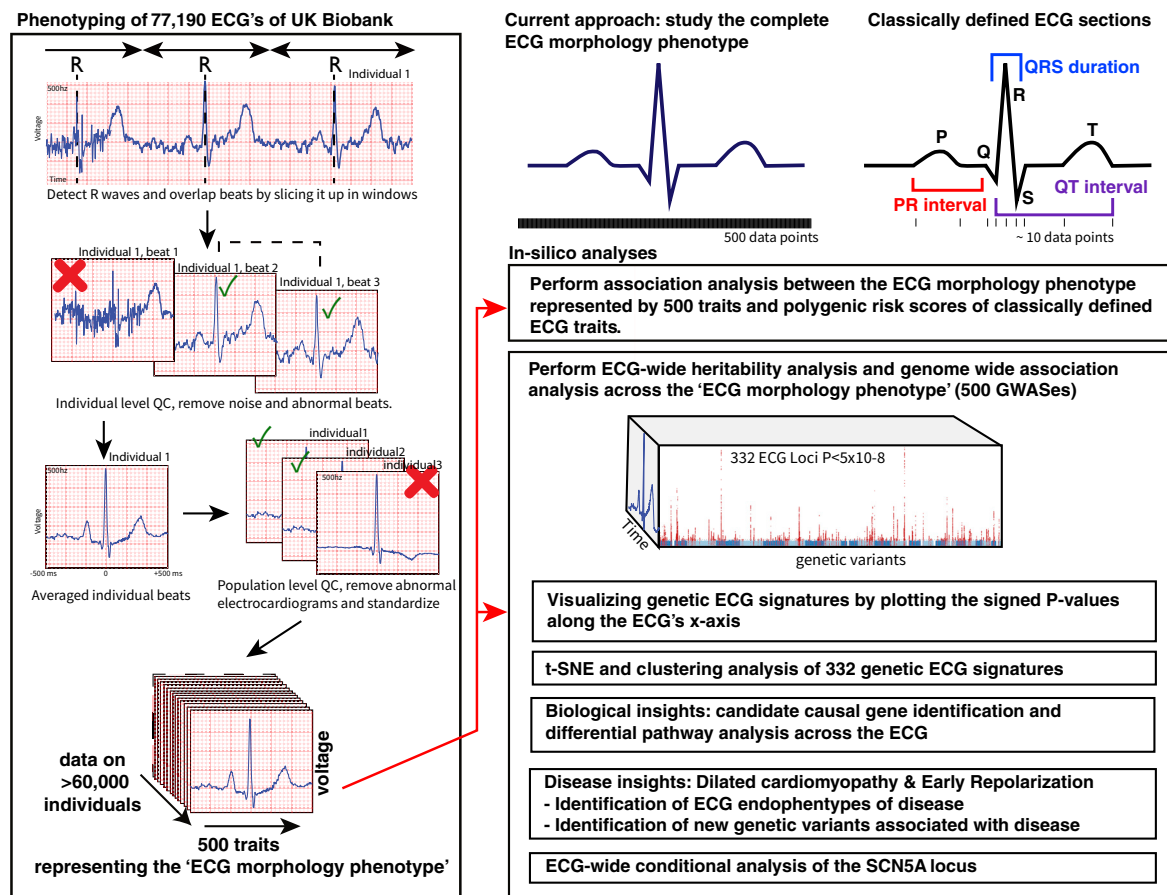 Phenotyping of 77,190 ECG's of UK Biobank
R
R
R
Individual 1
500hz
Voltage
Time
Detect R waves and overlap beats by slicing it up in windows
Individual 1, beat 1
Individual 1, beat 2
Individual 1, beat 3
Individual level QC, remove noise and abnormal beats.
Individual 1
500hz
Voltage
-500 ms
0
+500 ms
Averaged individual beats
individual1
individual2
individual3
500hz
Population level QC, remove abnormal
electrocardiograms and standardize
data on
>60,000
individuals
voltage
500 traits
representing the 'ECG morphology phenotype'
Current approach: study the complete
ECG morphology phenotype
500 data points
Classically defined ECG sections
QRS duration
R
P
Q
T
S
PR interval
QT interval
~ 10 data points
In-silico analyses
Perform association analysis between the ECG morphology phenotype
represented by 500 traits and polygenic risk scores of classically defined
ECG traits.
Perform ECG-wide heritability analysis and genome wide association
analysis across the 'ECG morphology phenotype' (500 GWASes)
332 ECG Loci P<5x10-8
Time
genetic variants
Visualizing genetic ECG signatures by plotting the signed P-values
along the ECG's x-axis
t-SNE and clustering analysis of 332 genetic ECG signatures
Biological insights: candidate causal gene identification and
differential pathway analysis across the ECG
Disease insights: Dilated cardiomyopathy & Early Repolarization
- Identification of ECG endophentypes of disease
- Identification of new genetic variants associated with disease
ECG-wide conditional analysis of the SCN5A locus